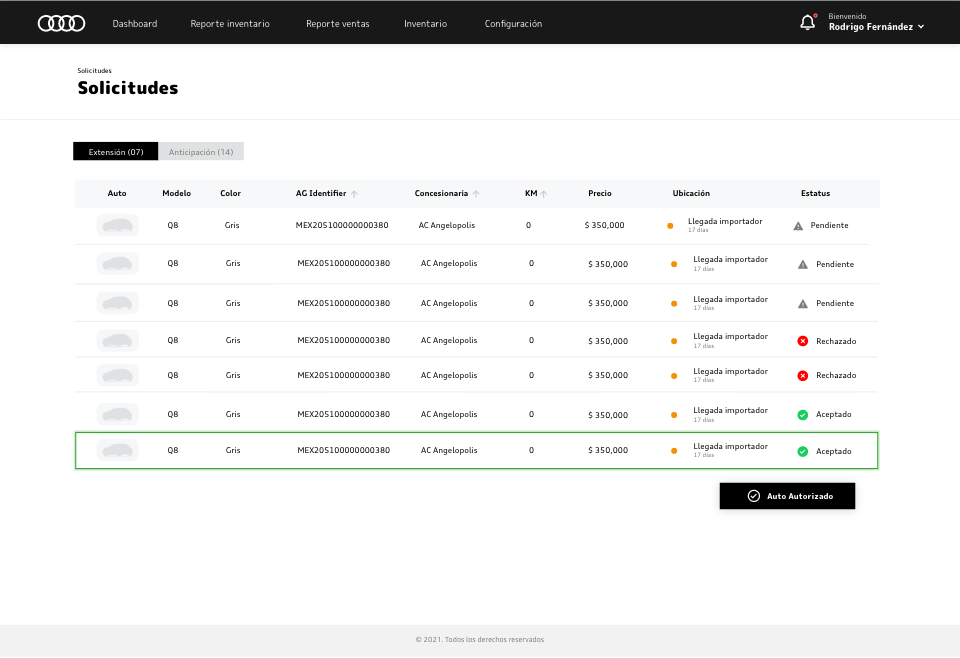 Dashboard Reporte inventario Reporte ventas Inventario Configuración
Bienvenido
Rodrigo Fernández
Solicitudes
Solicitudes
Extensión (07) Anticipación (14)
Auto Modelo Color AG Identifier Concesionaria KM Precio Ubicación Estatus
Q8 Gris MEX205100000000380 AC Angelopolis 0 $ 350,000 Llegada importador Pendiente
17 días
Q8 Gris MEX205100000000380 AC Angelopolis 0 $ 350,000 Llegada importador Pendiente
17 días
Q8 Gris MEX205100000000380 AC Angelopolis 0 $ 350,000 Llegada importador Pendiente
17 días
Q8 Gris MEX205100000000380 AC Angelopolis 0 $ 350,000 Llegada importador Rechazado
17 días
Q8 Gris MEX205100000000380 AC Angelopolis 0 $ 350,000 Llegada importador Rechazado
17 días
Q8 Gris MEX205100000000380 AC Angelopolis 0 $ 350,000 Llegada importador Aceptado
17 días
Q8 Gris MEX205100000000380 AC Angelopolis 0 $ 350,000 Llegada importador Aceptado
17 días
Auto Autorizado
© 2021. Todos los derechos reservados